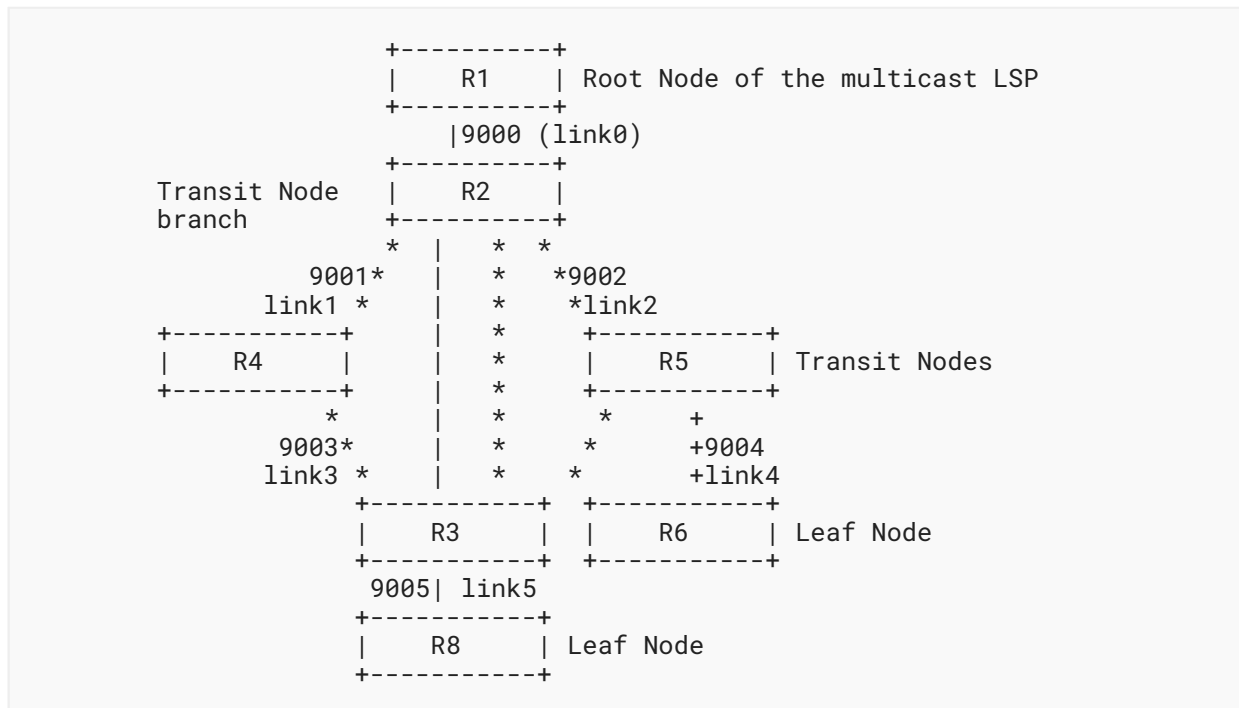 R1 Root Node of the multicast LSP
9000 (link0)
Transit Node R2
branch
9001 9002
link1 link2
R4 R5 Transit Nodes
9003 9004
link3 link4
R3 R6 Leaf Node
9005 link5
R8 Leaf Node